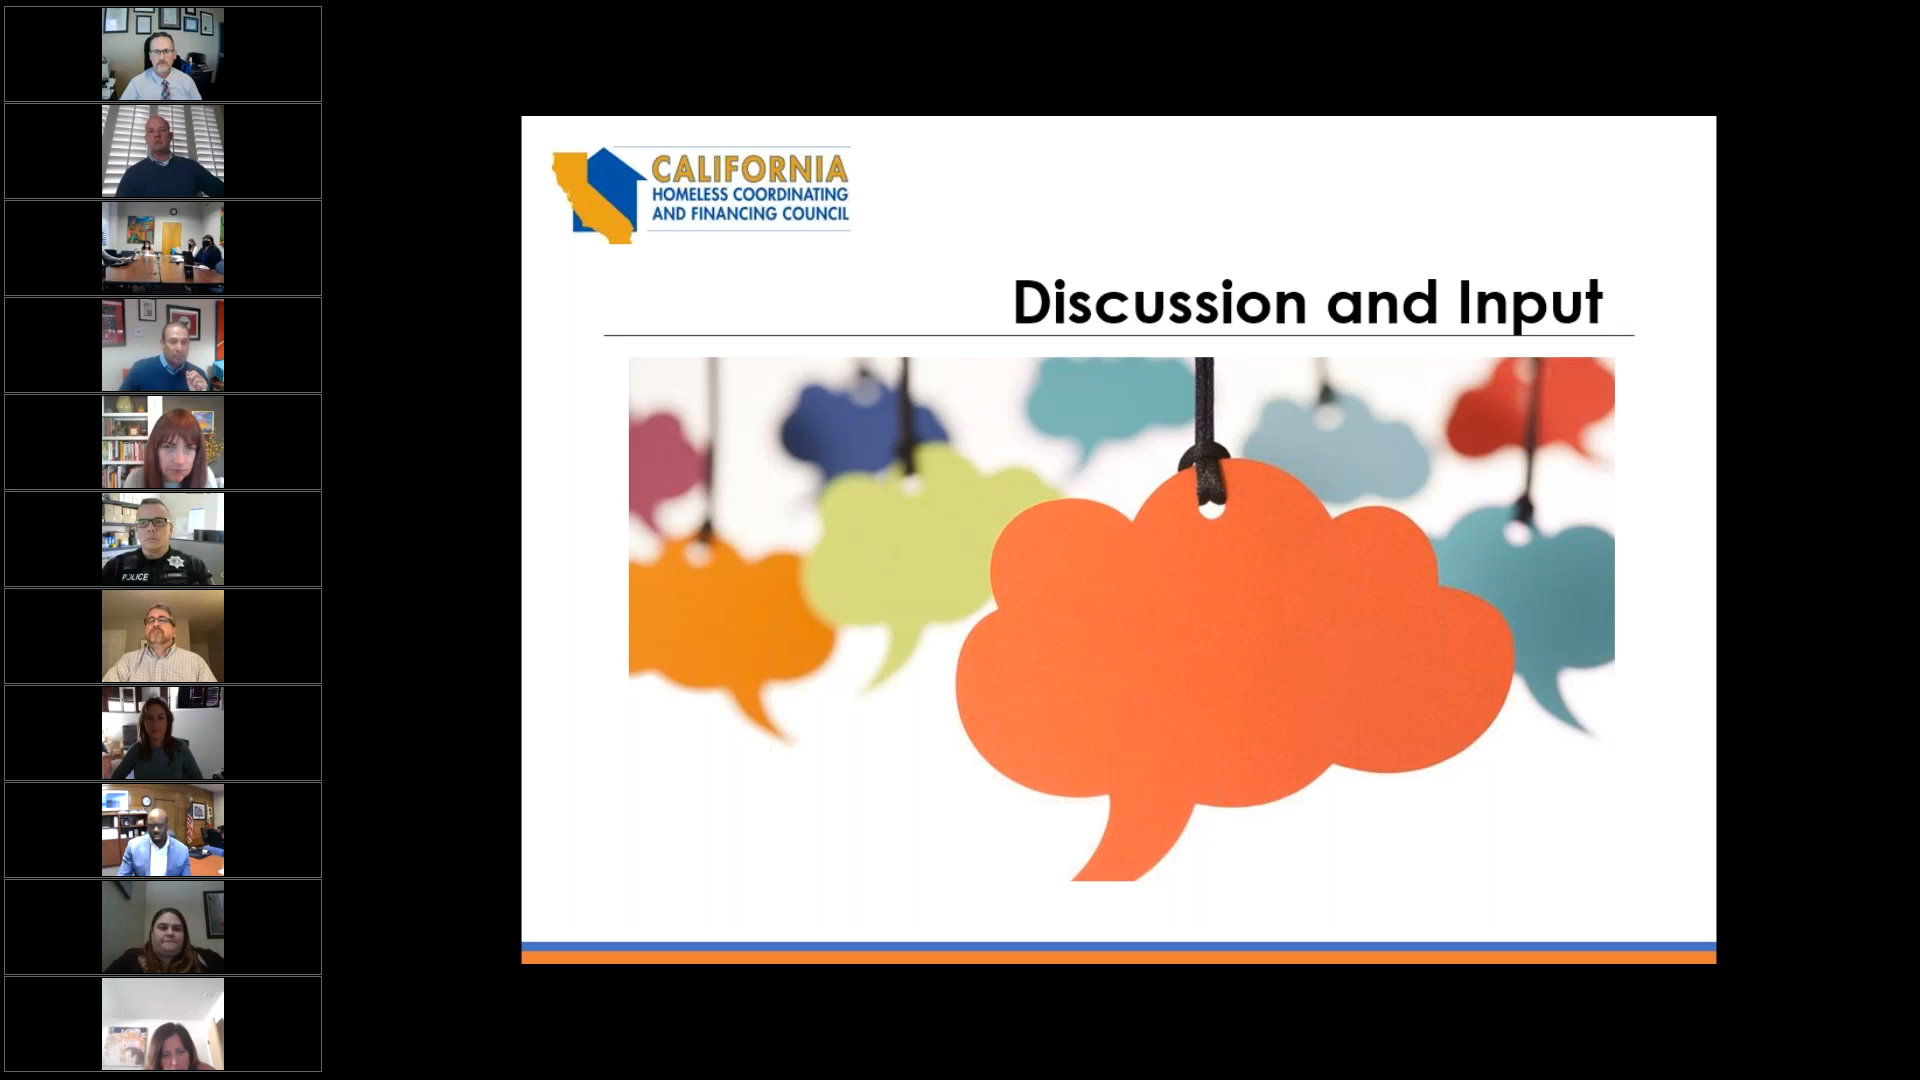 CALIFORNIA
HOMELESS COORDINATING
AND FINANCING COUNCIL
Discussion and Input
POLICE